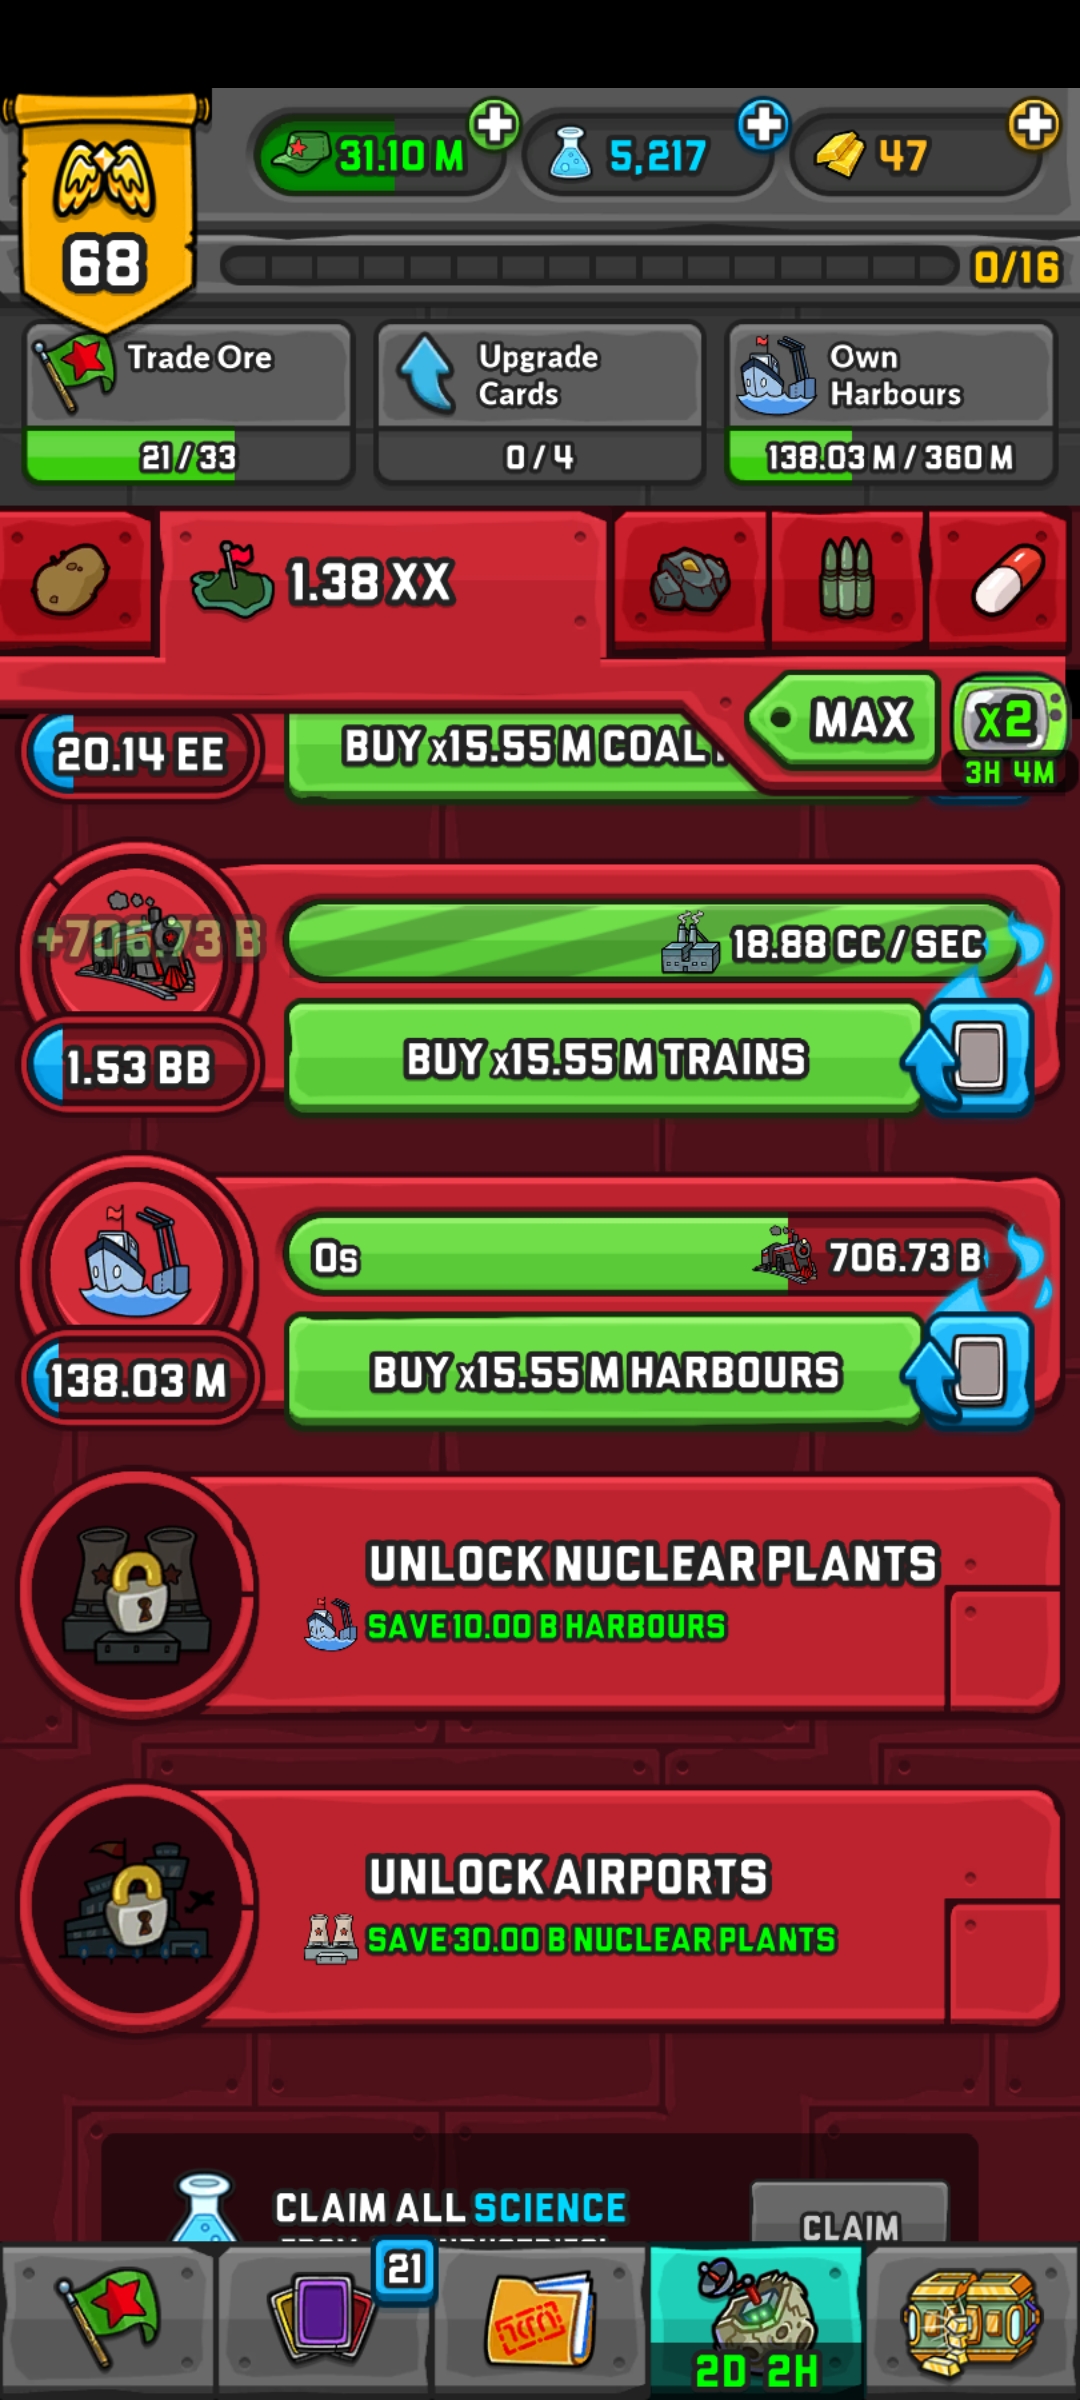 31.10 M
5,217
47
68
0/16
Trade Ore
21/33
Upgrade
Cards
0/4
Own
Harbours
138.03 M / 360 M
1.38 XX
MAX
x2
3H 4M
20.14 EE
BUY x15.55 M COAL
+706.73 B
18.88 CC / SEC
1.53 BB
BUY x15.55 M TRAINS
0s
706.73 B
138.03 M
BUY x15.55 M HARBOURS
UNLOCK NUCLEAR PLANTS
SAVE 10.00 B HARBOURS
UNLOCK AIRPORTS
SAVE 30.00 B NUCLEAR PLANTS
CLAIM ALL SCIENCE
CLAIM
21
2D 2H